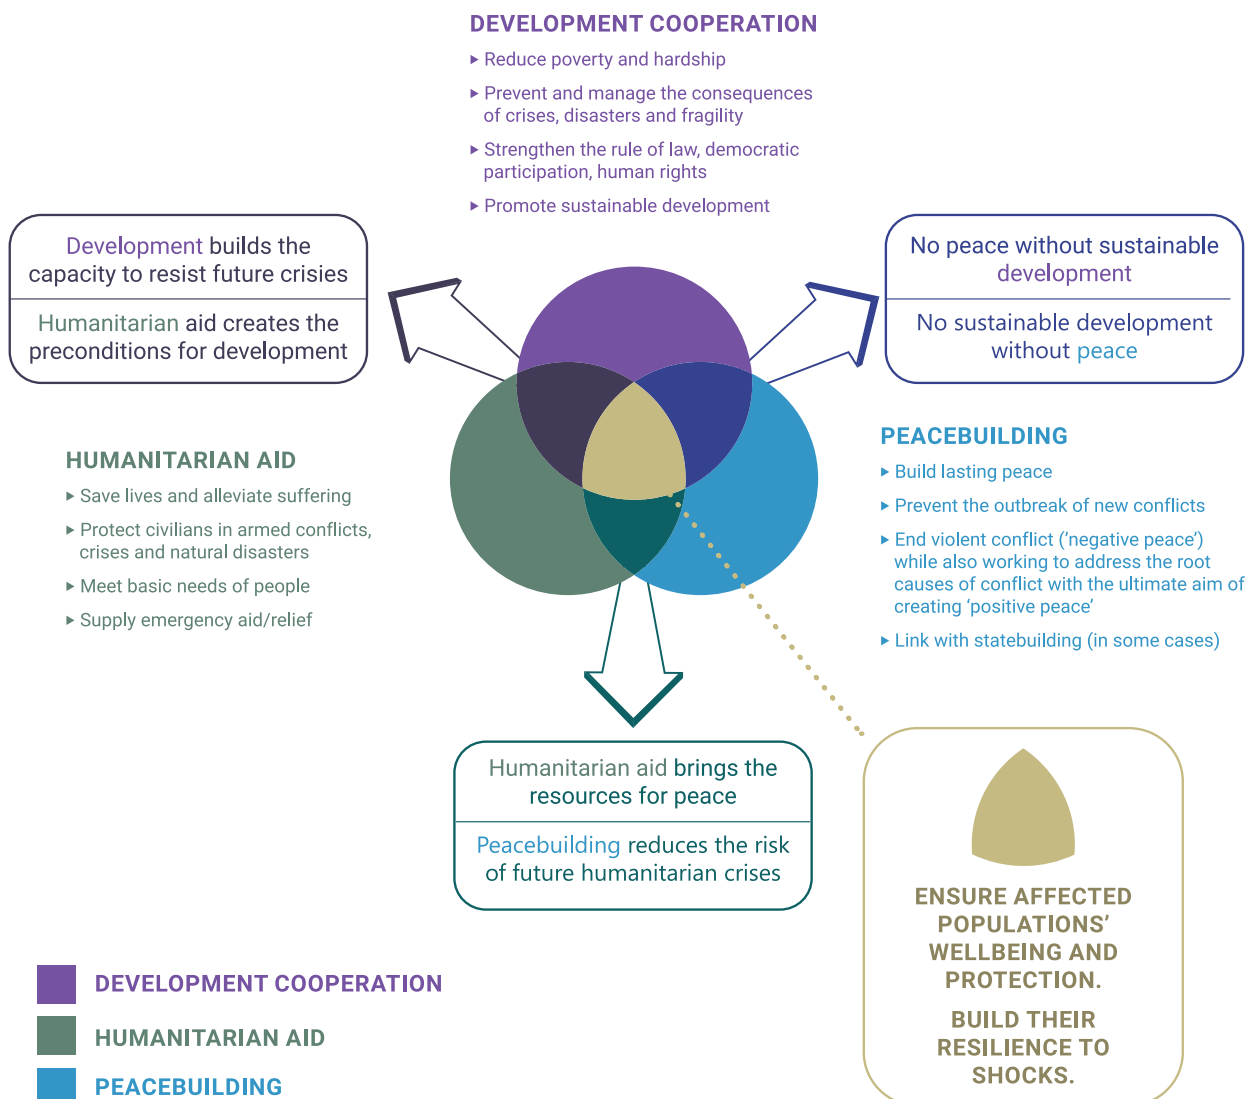 DEVELOPMENT COOPERATION
▸ Reduce poverty and hardship
▸ Prevent and manage the consequences
of crises, disasters and fragility
▸ Strengthen the rule of law, democratic
participation, human rights
▸ Promote sustainable development
Development builds the
capacity to resist future crisies
Humanitarian aid creates the
preconditions for development
No peace without sustainable
development
No sustainable development
without peace
HUMANITARIAN AID
▸ Save lives and alleviate suffering
▸ Protect civilians in armed conflicts,
crises and natural disasters
▸ Meet basic needs of people
▸ Supply emergency aid/relief
PEACEBUILDING
▸ Build lasting peace
▸ Prevent the outbreak of new conflicts
▸ End violent conflict (’negative peace’)
while also working to address the root
causes of conflict with the ultimate aim of
creating ‘positive peace’
▸ Link with statebuilding (in some cases)
Humanitarian aid brings the
resources for peace
Peacebuilding reduces the risk
of future humanitarian crises
ENSURE AFFECTED
POPULATIONS’
WELLBEING AND
PROTECTION.
BUILD THEIR
RESILIENCE TO
SHOCKS.
DEVELOPMENT COOPERATION
HUMANITARIAN AID
PEACEBUILDING